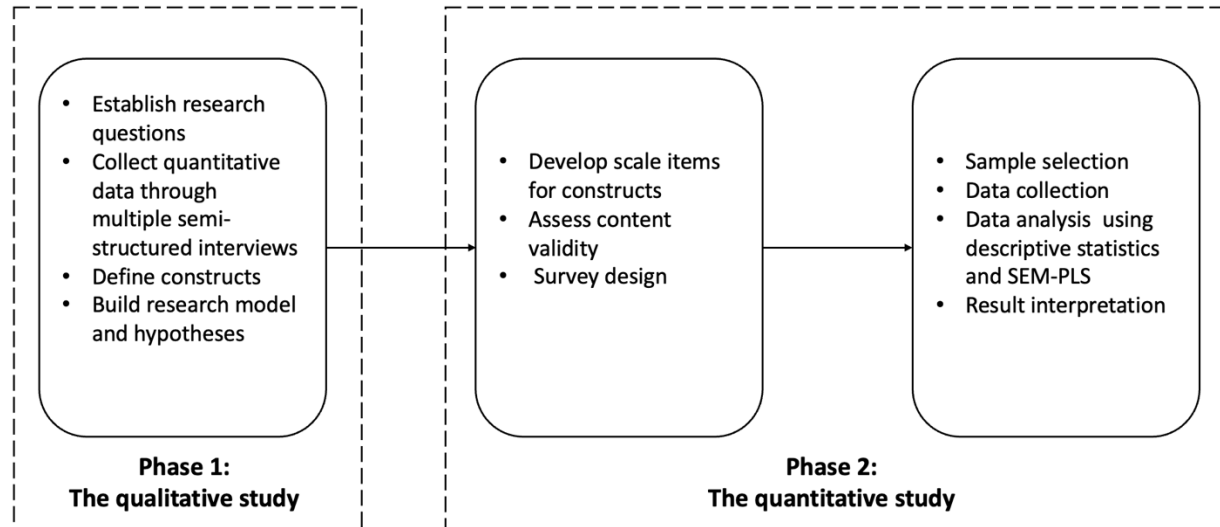 • Establish research
questions
• Collect quantitative
data through
multiple semi-
structured interviews
• Define constructs
• Build research model
and hypotheses
Phase 1:
The qualitative study
• Develop scale items
for constructs
• Assess content
validity
• Survey design
• Sample selection
• Data collection
• Data analysis using
descriptive statistics
and SEM-PLS
• Result interpretation
Phase 2:
The quantitative study